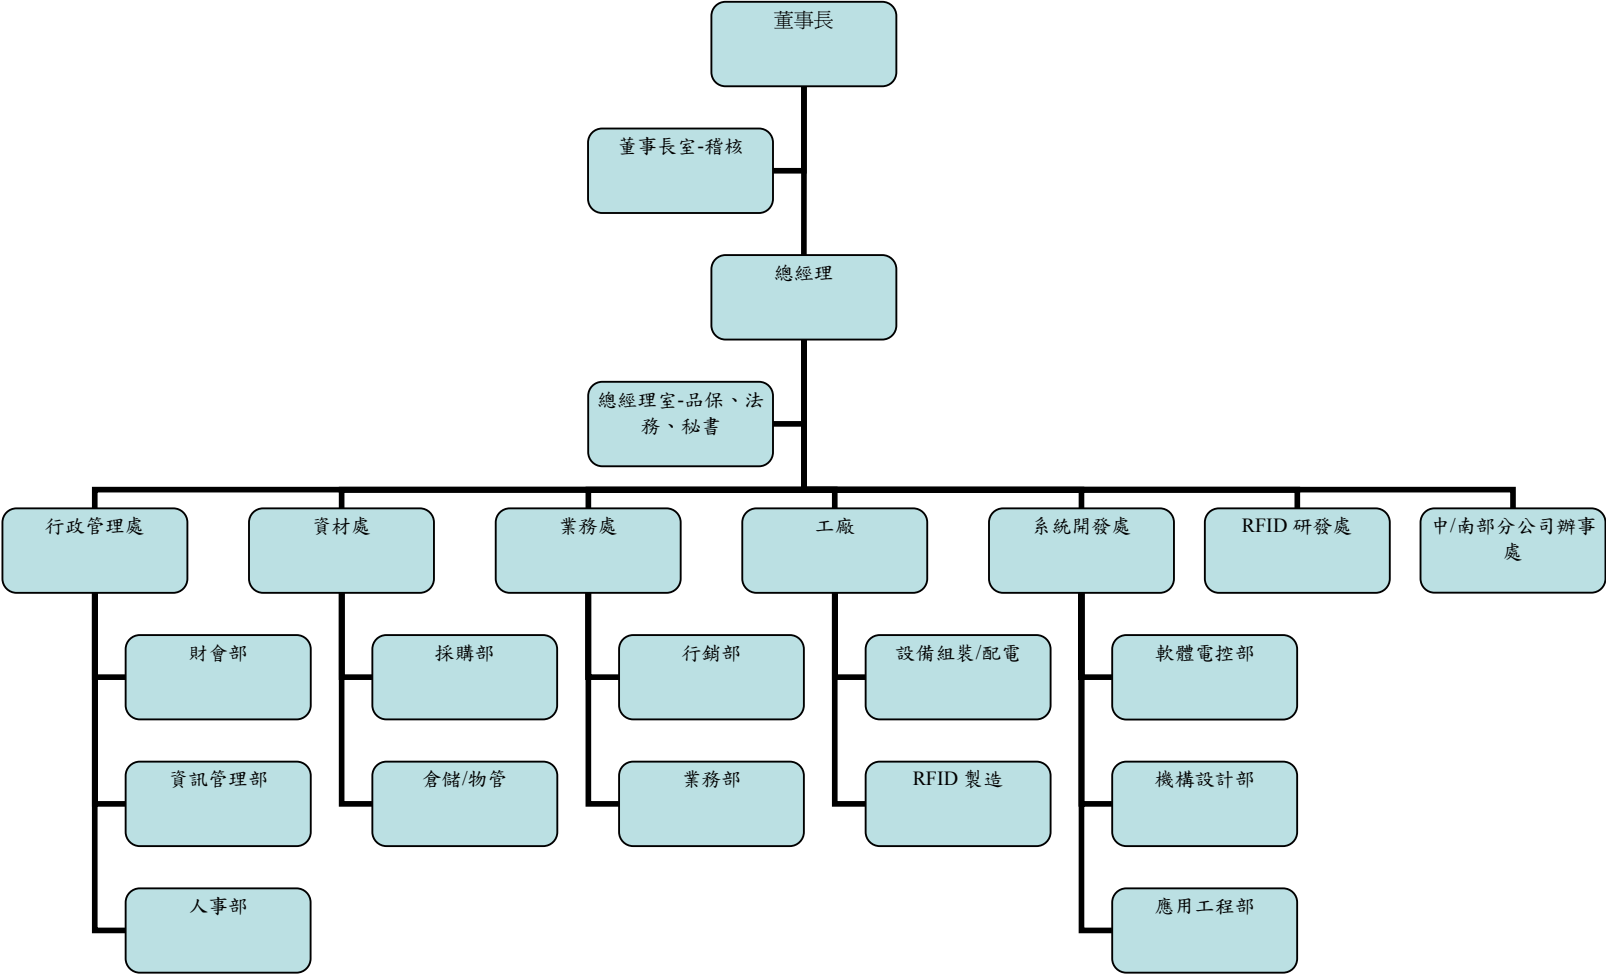 董事長
董事長室-稽核
總經理
總經理室-品保、法
務、秘書
行政管理處
資材處
業務處
工廠
系統開發處
RFID 研發處
中/南部分公司辦事
處
財會部
採購部
行銷部
設備組裝/配電
軟體電控部
資訊管理部
倉儲/物管
業務部
RFID 製造
機構設計部
人事部
應用工程部